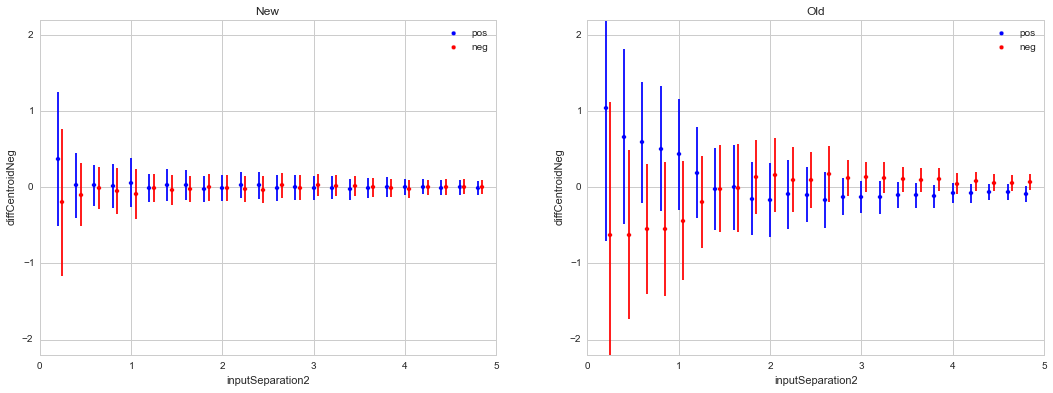 New
pos
neg
diffCentroidNeg
2
1
0
−1
−2
0
1
2
3
4
5
inputSeparation2
Old
pos
neg
diffCentroidNeg
2
1
0
−1
−2
0
1
2
3
4
5
inputSeparation2